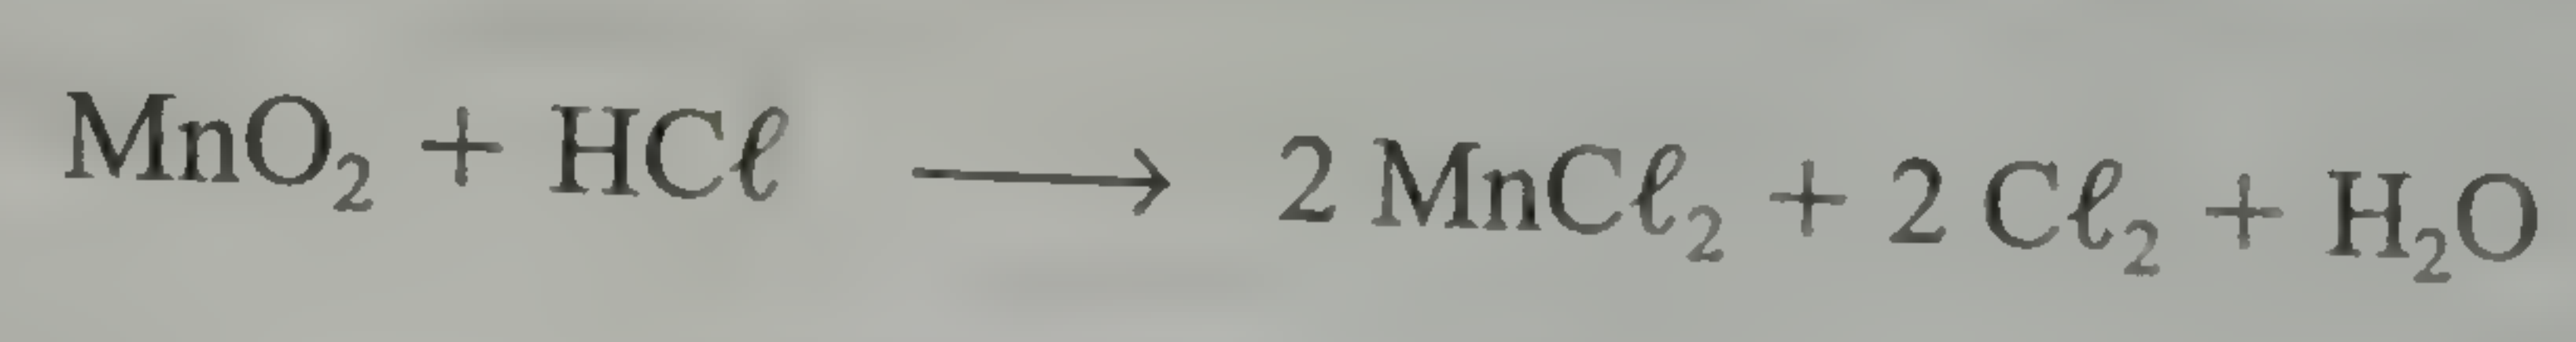 MnO₂ + HCℓ ⟶ 2 MnCℓ₂ + 2 Cℓ₂ + H₂O